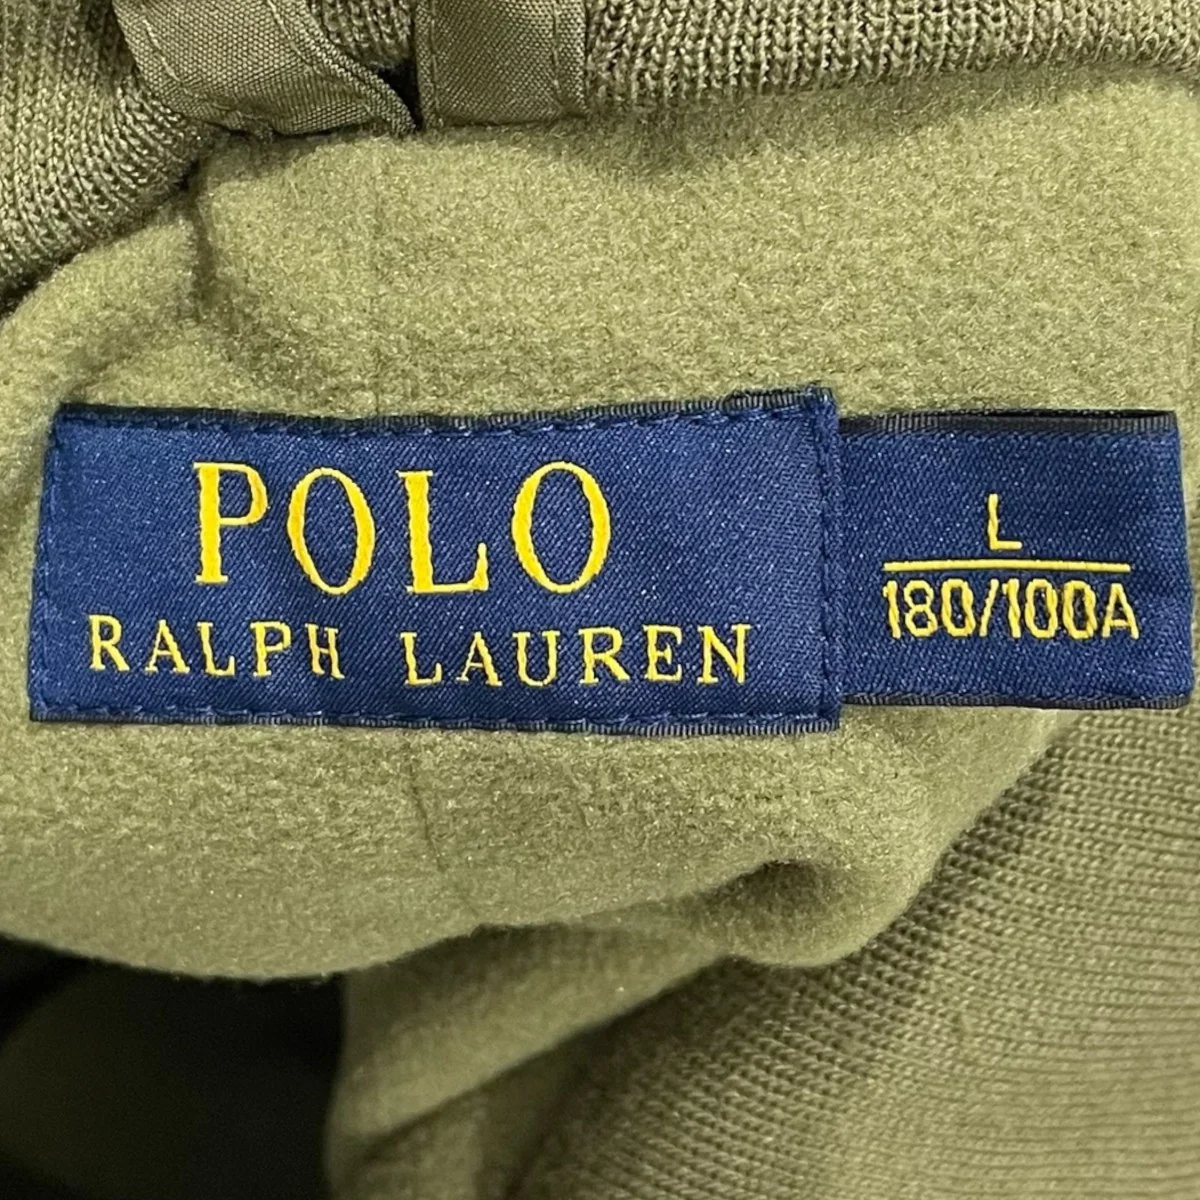 POLO
RALPH LAUREN
L
180/100A